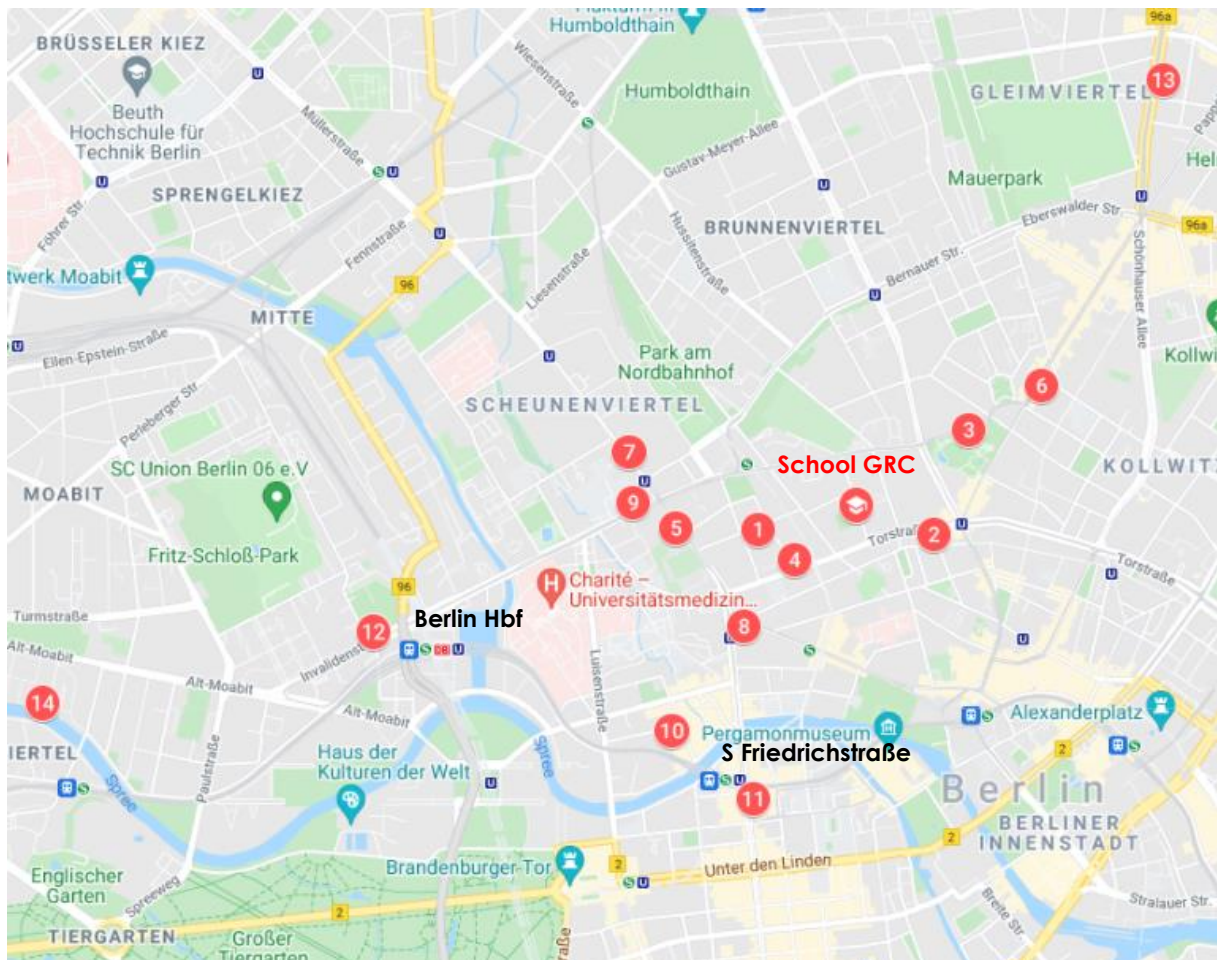 Humboldthain
96a
BRÜSSELER KIEZ
Wiesenstraße
13
Humboldthain
GLEIMVIERTEL
Beuth
Hochschule für
Technik Berlin
Müllerstraße
Gustav-Meyer-Allee
Mauerpark
SPRENGELKIEZ
Föhrer Str.
Fennstraße
Hussitenstraße
BRUNNENVIERTEL
Eberswalder Str.
96a
twerk Moabit
Liesenstraße
Bernauer Str.
Schönhauser Allee
96
MITTE
Ellen-Epstein-Straße
Park am
Nordbahnhof
Kollwi
6
Perleberger Str.
SCHEUNENVIERTEL
3
7
School GRC
KOLLWITZ
SC Union Berlin 06 e.V
MOABIT
9
5
1
2
Torstraße
Fritz-Schloß-Park
4
Torstraße
96
Charité –
Universitätsmedizin...
Turmstraße
12
Berlin Hbf
8
Alt-Moabit
Invalidenstraße
Luisenstraße
Alt-Moabit
14
Alt-Moabit
10
Pergamonmuseum
Alexanderplatz
IERTEL
Haus der
Kulturen der Welt
Spree
S Friedrichstraße
2
Paulstraße
11
Berlin
Spree
BERLINER
INNENSTADT
2
Brandenburger Tor
2
Unter den Linden
Englischer
Garten
Spreeweg
Breite Str.
Stralauer Str.
2
TIERGARTEN
Großer
Tiergarten